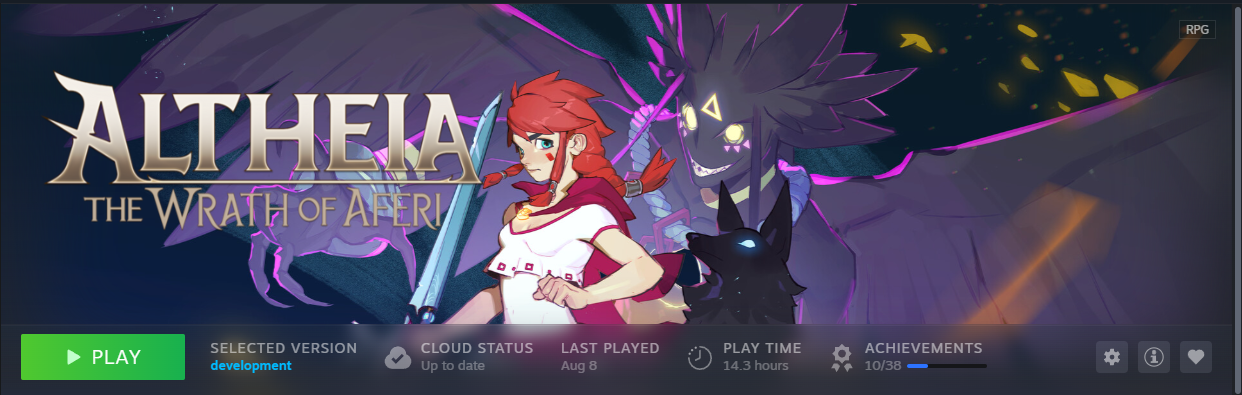 RPG
ALTHEIA
THE WRATH OF AFERI
PLAY
SELECTED VERSION
development
CLOUD STATUS
Up to date
LAST PLAYED
Aug 8
PLAY TIME
14.3 hours
ACHIEVEMENTS
10/38